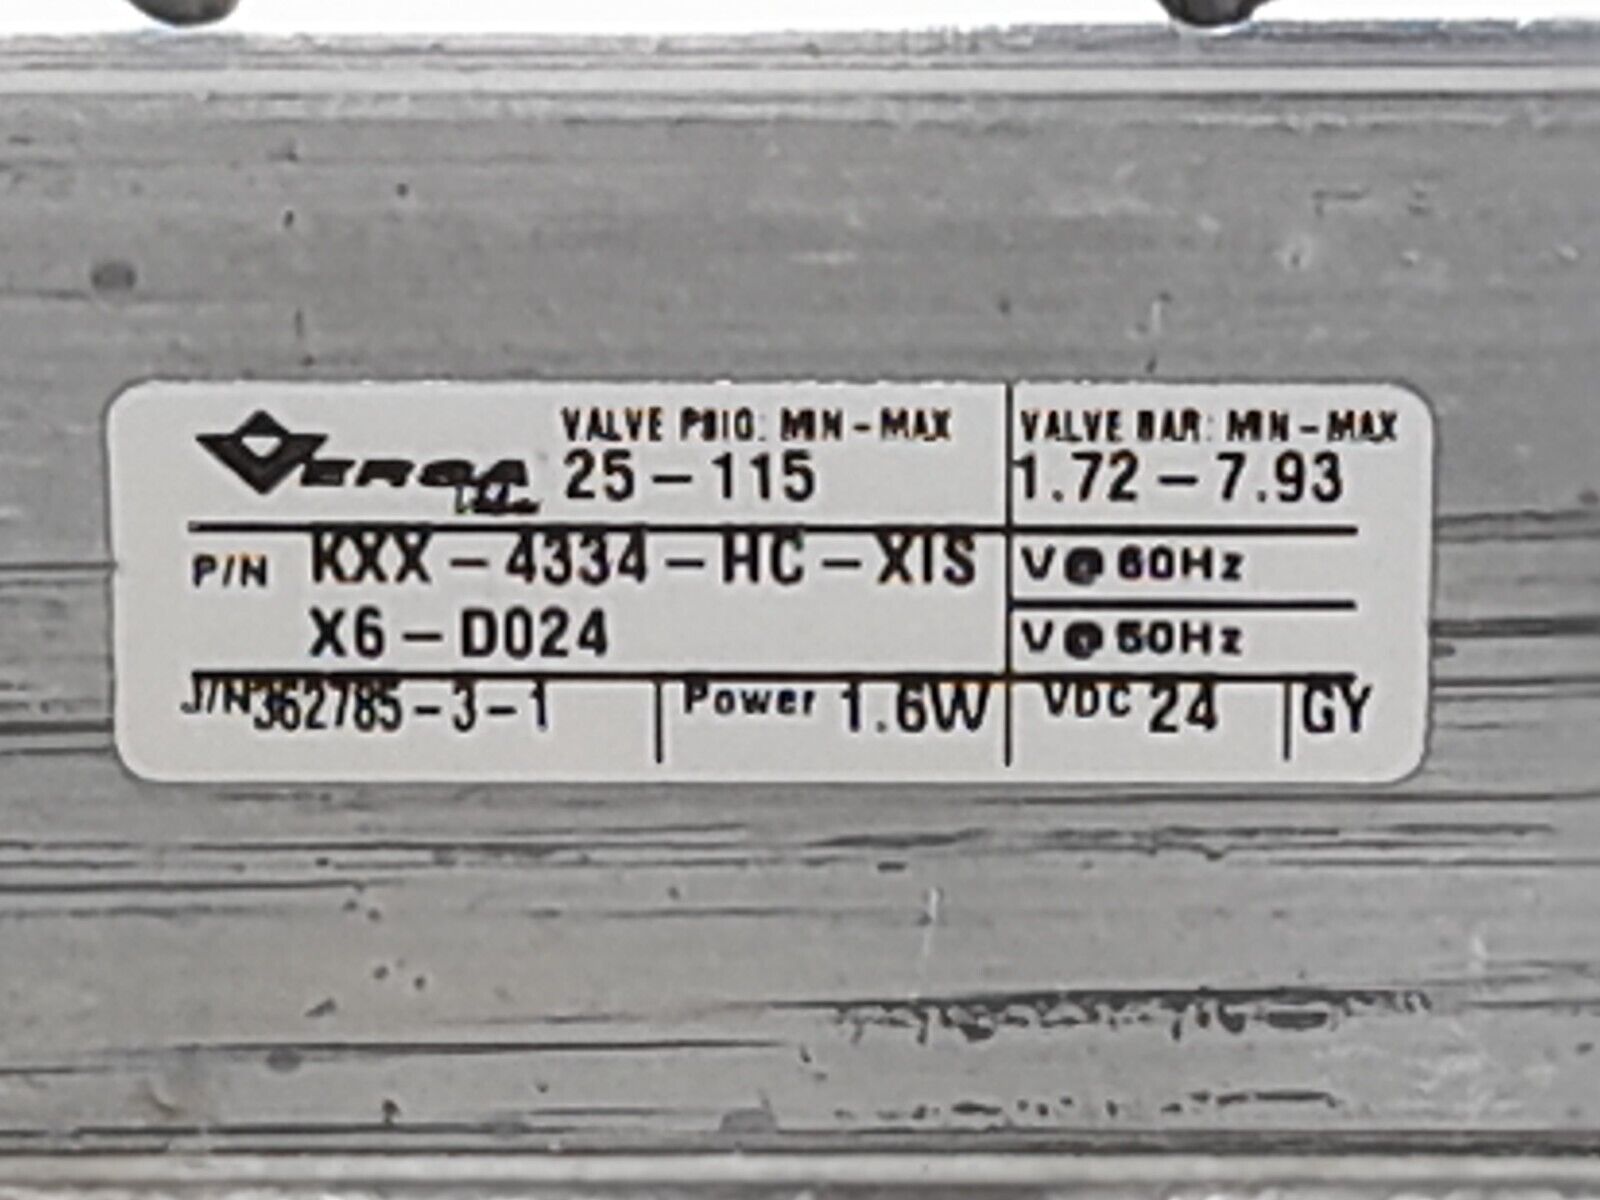 VERSA VALVE PSIG: MIN-MAX VALVE BAR: MIN-MAX
25-115 1.72-7.93
P/N KXX-4334-HC-XIS V@60Hz
X6-D024 V@50Hz
J/N 362785-3-1 Power 1.6W VDC 24 GY